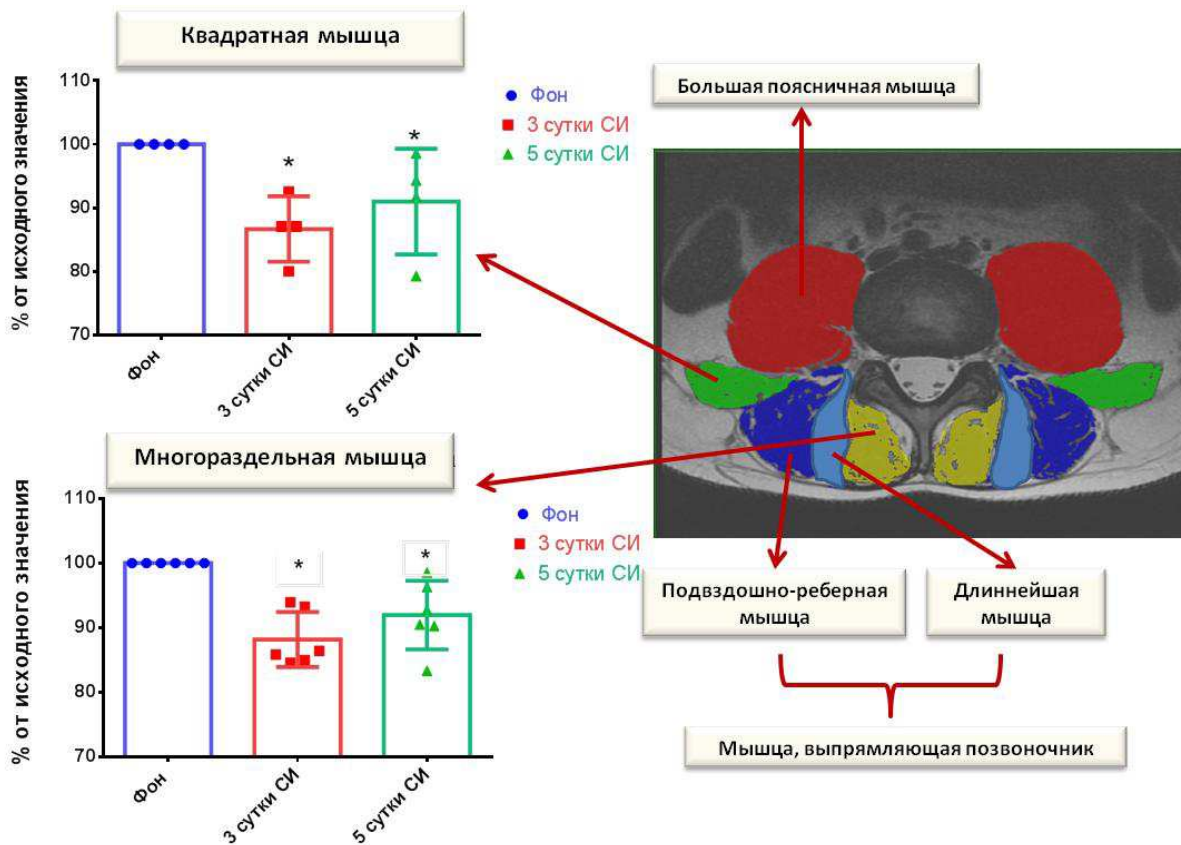 Квадратная мышца
% от исходного значения
110
100
90
80
70
*
*
Фон
3 сутки СИ
5 сутки СИ
Фон
3 сутки СИ
5 сутки СИ
Большая поясничная мышца
Многораздельная мышца
% от исходного значения
110
100
90
80
70
*
*
Фон
3 сутки СИ
5 сутки СИ
Фон
3 сутки СИ
5 сутки СИ
Подвздошно-реберная
мышца
Длиннейшая
мышца
Мышца, выпрямляющая позвоночник